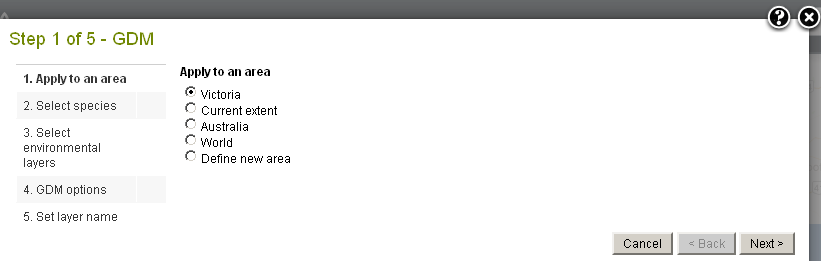 ?
Step 1 of 5 - GDM
1. Apply to an area
2. Select species
3. Select
environmental
layers
4. GDM options
5. Set layer name
Apply to an area
Victoria
Current extent
Australia
World
Define new area
Cancel
< Back
Next >